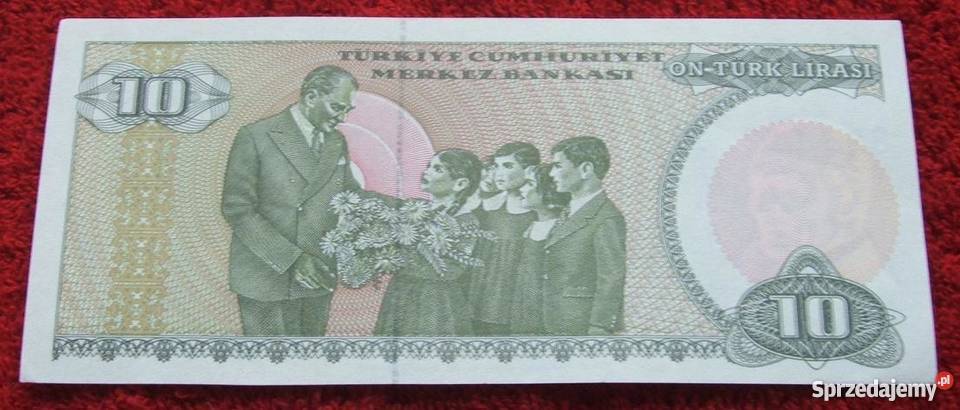 TÜRKİYE CUMHURİYET
MERKEZ BANKASI
ON-TÜRK LİRASI
10
10
Sprzedajemy.pl